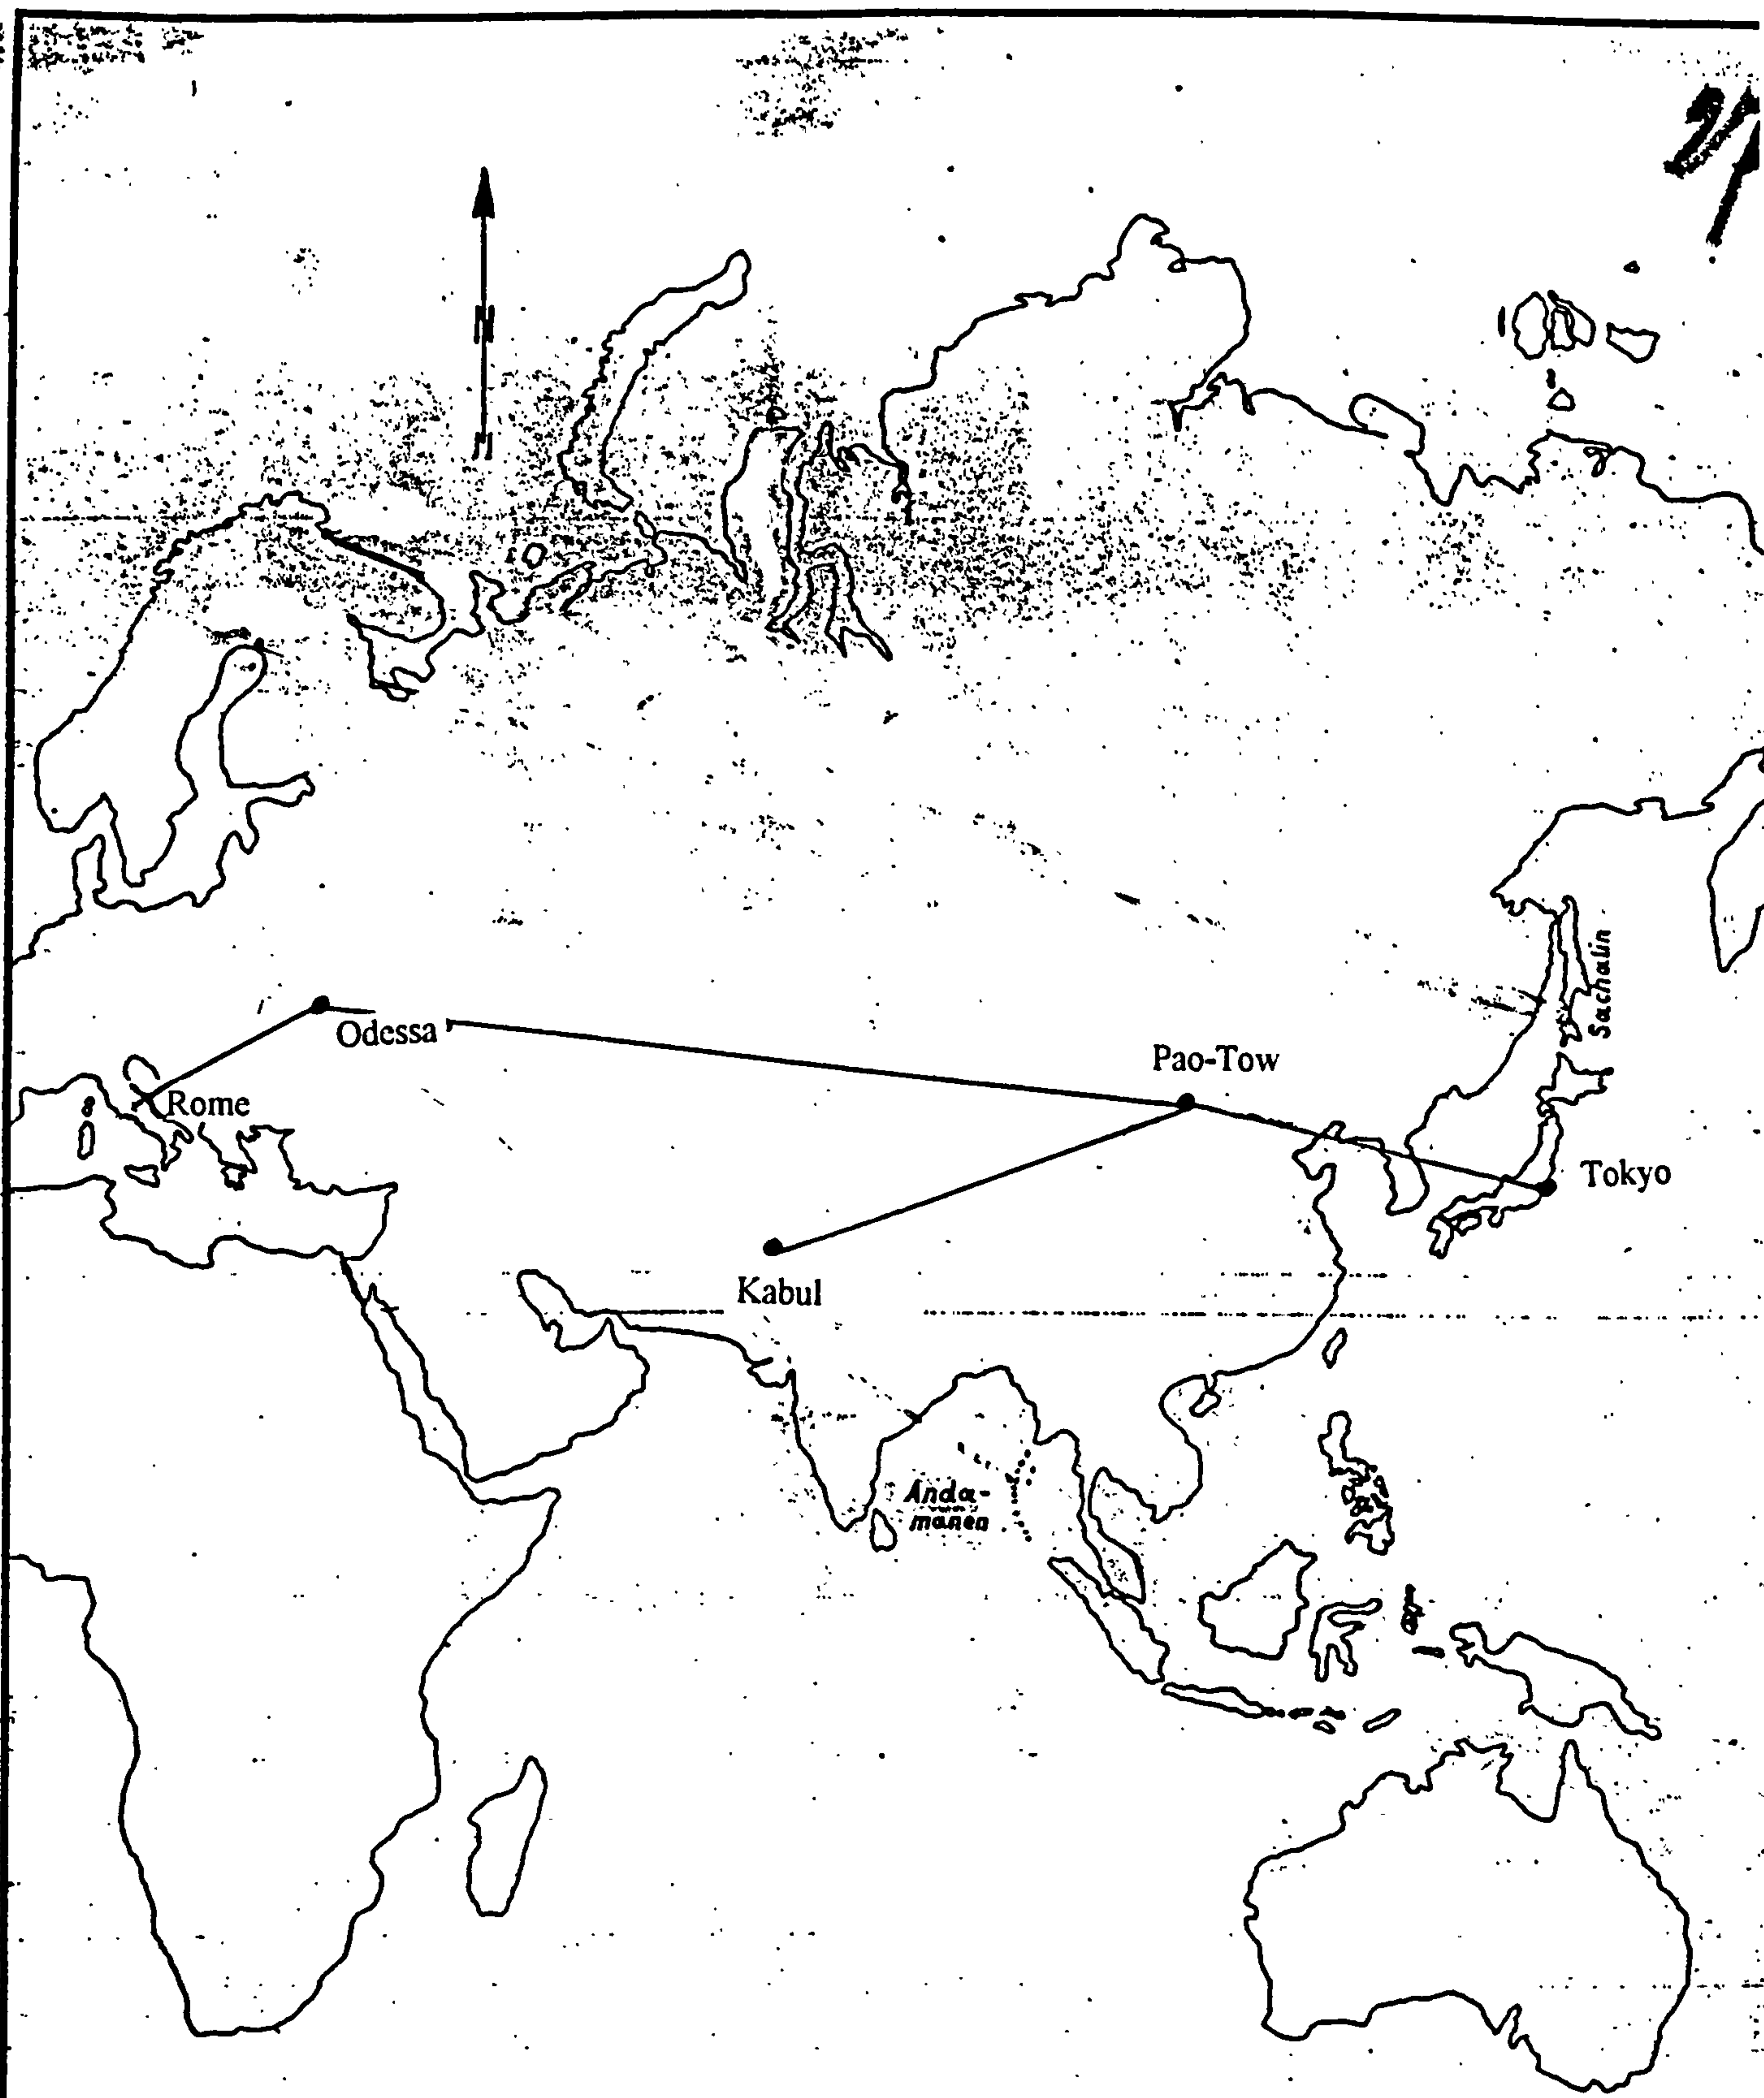 N
Odessa
Pao-Tow
Rome
Sachalin
Tokyo
Kabul
Anda-
manen